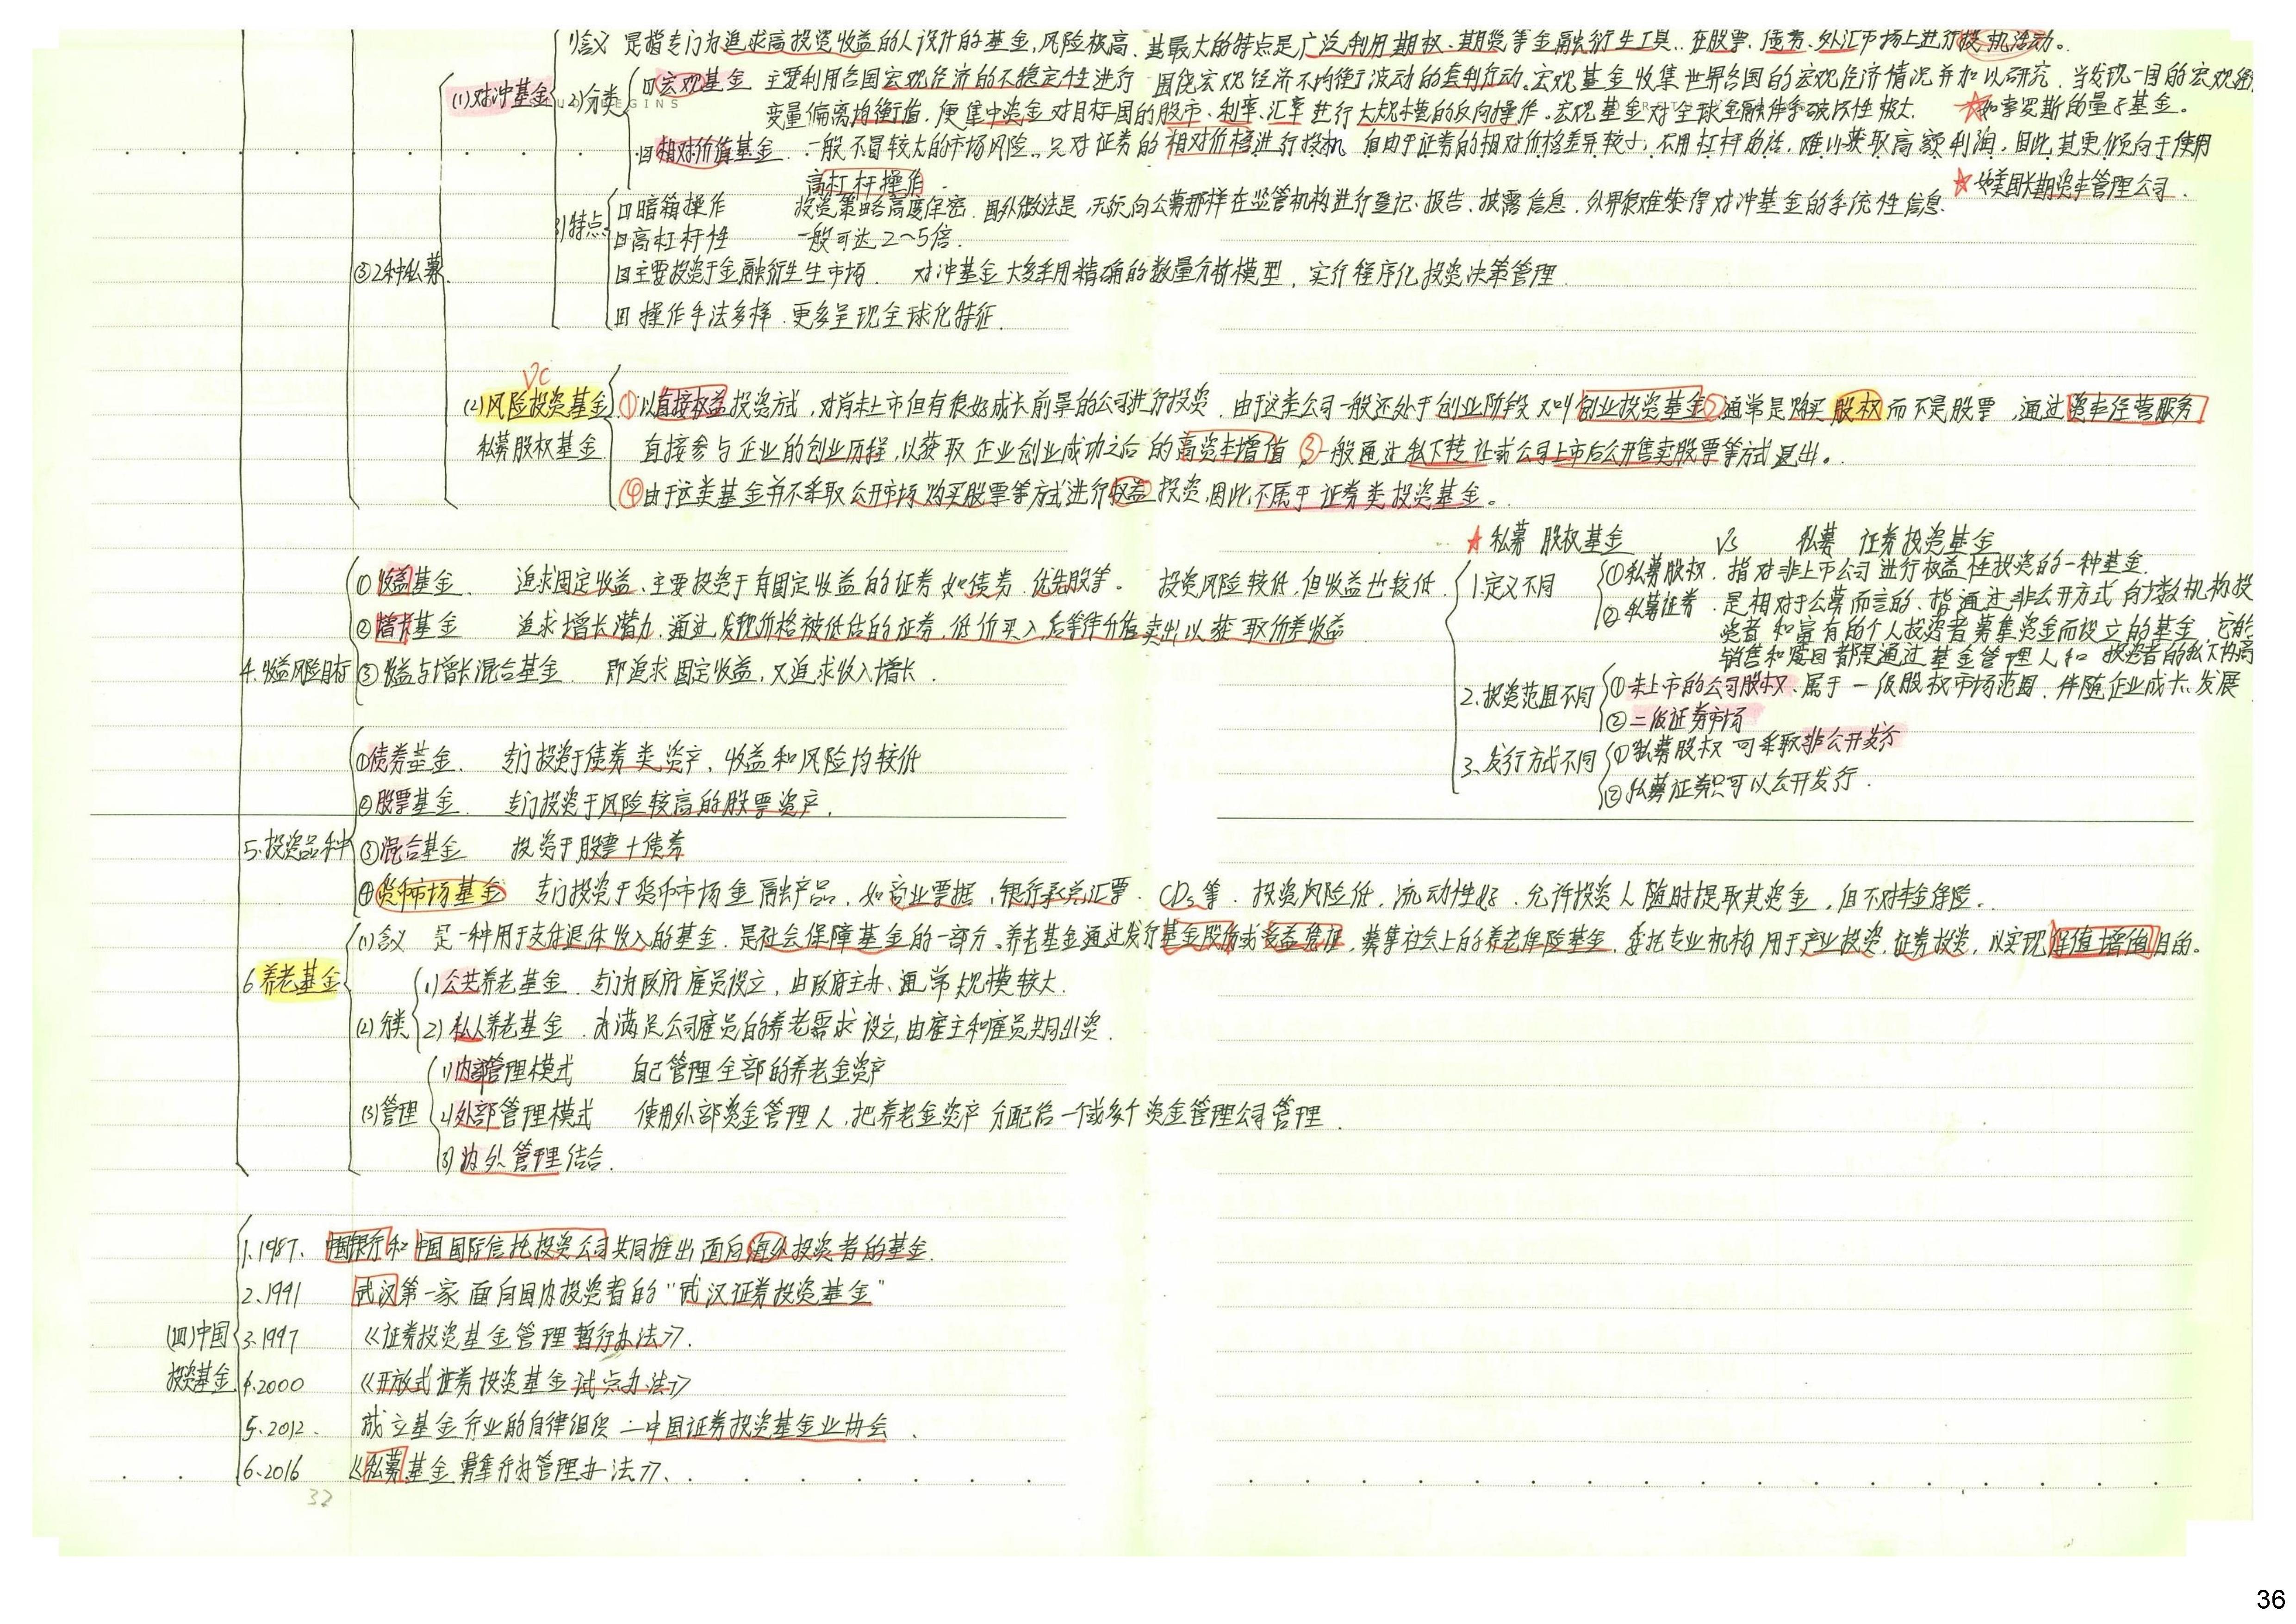 1)含义 是指专门为追求高投资收益的人设计的基金,风险极高.其最大的特点是广泛利用期权、期货等金融衍生工具.在股票、债券、外汇市场上进行投机活动。
(1)对冲基金
2)分类
①宏观基金 主要利用各国宏观经济的不稳定性进行 围绕宏观经济不均衡波动的套利行动.宏观基金收集世界各国的宏观经济情况并加以研究.当发现一目的宏观经
变量偏离均衡值.便集中资金对目标国的股市、利率、汇率进行大规模的反向操作.宏观基金对全球金融体系破坏性极大. ★如索罗斯的量子基金。
②相对价值基金. 一般不冒较大的市场风险.只对证券的相对价格进行投机 但由于证券的相对价格差异较小,不用杠杆的话.难以获取高额利润,因此其更倾向于使用
高杠杆操作. ★如美国长期资本管理公司.
3)特点
①暗箱操作 投资策略高度保密.国外做法是,无须向公募那样在监管机构进行登记、报告、披露信息.外界很难获得对冲基金的系统性信息.
②高杠杆性 一般可达2~5倍.
③2种私募
③主要投资于金融衍生生市场. 对冲基金大多采用精确的数量分析模型,实行程序化投资决策管理
④操作手法多样.更多呈现全球化特征.
VC
(2)风险投资基金 ①以直接权益投资方式,对尚未上市但有很好成长前景的公司进行投资.由于这类公司一般还处于创业阶段又叫创业投资基金②通常是购买股权而不是股票,通过资本经营服务
私募股权基金 直接参与企业的创业历程,以获取企业创业成功之后的高资本增值③一般通过私下转让或公司上市后公开售卖股票等方式退出。
④由于这类基金并不采取公开市场购买股票等方式进行权益投资,因此不属于证券类投资基金。
★私募股权基金 VS 私募证券投资基金
4.收益风险目标
①收益基金. 追求固定收益.主要投资于有固定收益的证券如债券.优先股等。 投资风险较低.但收益也较低.
②增长基金 追求增长潜力.通过发现价格被低估的证券.低价买入,后等待价值卖出以获取价差收益
③收益与增长混合基金. 即追求固定收益,又追求收入增长.
1.定义不同
①私募股权.指对非上市公司进行权益性投资的一种基金.
②私募证券.是相对于公募而言的.指通过非公开方式向少数机构投
资者和富有的个人投资者募集资金而设立的基金.它的
销售和赎回都是通过基金管理人和投资者的私下协商
2.投资范围不同
①未上市的公司股权.属于一级股权市场范围.伴随企业成长、发展
②二级证券市场
3.发行方式不同
①私募股权可采取非公开发行
②私募证券只可以公开发行.
5.投资品种
①债券基金. 专门投资于债券类资产.收益和风险均较低
②股票基金. 专门投资于风险较高的股票资产.
③混合基金 投资于股票+债券
④货币市场基金 专门投资于货币市场金融产品.如商业票据,银行承兑汇票.CDs等.投资风险低,流动性好.允许投资人随时提取其资金,但不对本金保险.
6养老基金
(1)含义 是一种用于支付退休收入的基金.是社会保障基金的一部分.养老基金通过发行基金股份或受益凭证,募集社会上的养老保险基金.委托专业机构用于产业投资.证券投资,以实现保值增值目的。
(2)分类
1)公共养老基金.专门为政府雇员设立,由政府主办、通常规模较大.
2)私人养老基金.为满足公司雇员的养老需求设立,由雇主和雇员共同出资.
(3)管理
1)内部管理模式 自己管理全部的养老金资产
2)外部管理模式 使用外部资金管理人,把养老金资产分配给一个或多个资金管理公司管理.
3)内外管理结合.
(四)中国投资基金
1.1987. 中国银行和中国国际信托投资公司共同推出面向海外投资者的基金.
2.1991 武汉第一家面向国内投资者的"武汉证券投资基金"
3.1997 《证券投资基金管理暂行办法》.
4.2000 《开放式证券投资基金试点办法》
5.2012. 成立基金行业的自律组织—中国证券投资基金业协会.
6.2016 《私募基金募集行为管理办法》.
32
36